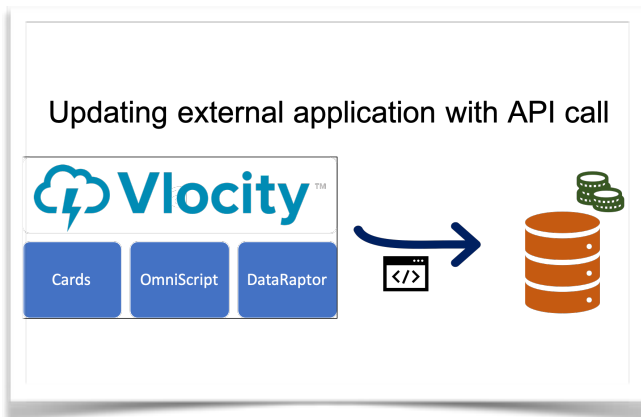 Updating external application with API call
Vlocity™
Cards
OmniScript
DataRaptor
</>